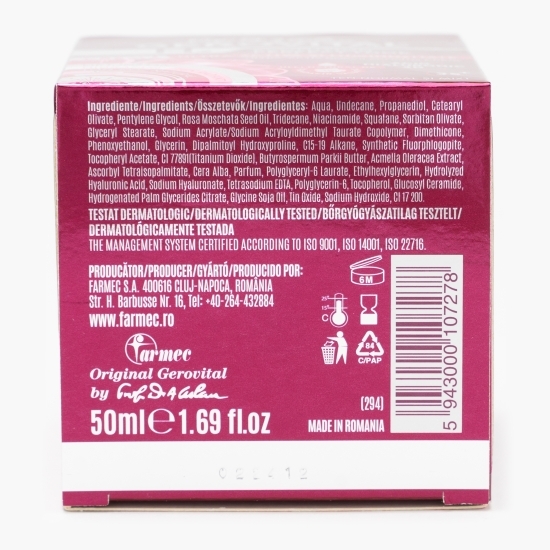 Ingrediente/Ingredients/Összetevők/Ingredientes: Aqua, Undecane, Propanediol, Cetearyl
Olivate, Pentylene Glycol, Rosa Moschata Seed Oil, Tridecane, Niacinamide, Squalane, Sorbitan Olivate,
Glyceryl Stearate, Sodium Acrylate/Sodium Acryloyldimethyl Taurate Copolymer, Dimethicone,
Phenoxyethanol, Glycerin, Dipalmitoyl Hydroxyproline, C15-19 Alkane, Synthetic Fluorphlogopite,
Tocopheryl Acetate, CI 77891(Titanium Dioxide), Butyrospermum Parkii Butter, Acmella Oleracea Extract,
Ascorbyl Tetraisopalmitate, Cera Alba, Parfum, Polyglyceryl-6 Laurate, Ethylhexylglycerin, Hydrolyzed
Hyaluronic Acid, Sodium Hyaluronate, Tetrasodium EDTA, Polyglycerin-6, Tocopherol, Glucosyl Ceramide,
Hydrogenated Palm Glycerides Citrate, Glycine Soja Oil, Tin Oxide, Sodium Hydroxide, CI 17 200.
TESTAT DERMATOLOGIC/DERMATOLOGICALLY TESTED/BŐRGYÓGYÁSZATILAG TESZTELT/
DERMATOLÓGICAMENTE TESTADA
THE MANAGEMENT SYSTEM CERTIFIED ACCORDING TO ISO 9001, ISO 14001, ISO 22716.
PRODUCĂTOR/PRODUCER/GYÁRTÓ/PRODUCIDO POR:
FARMEC S.A. 400616 CLUJ-NAPOCA, ROMÂNIA
Str. H. Barbusse Nr. 16, Tel: +40-264-432884
www.farmec.ro
6M
25°
15°
C
84
C/PAP
farmec
Original Gerovital
by
50ml e 1.69 fl.oz
(294)
MADE IN ROMANIA
5 943000 107278